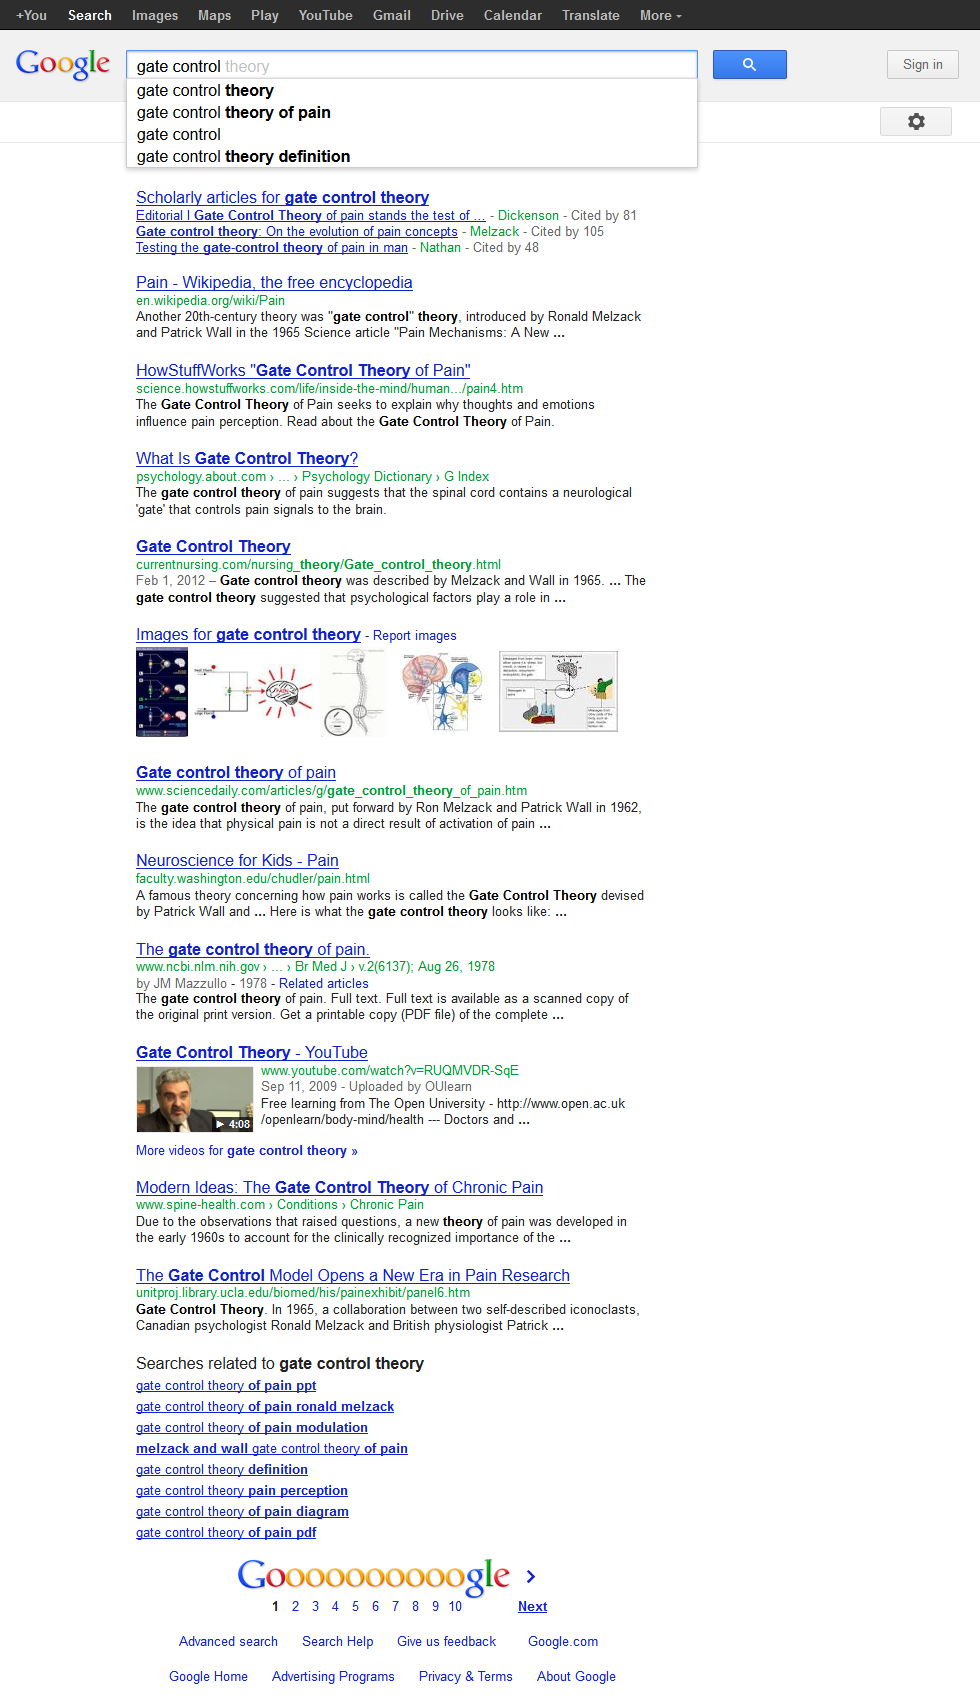 +You Search Images Maps Play YouTube Gmail Drive Calendar Translate More
Google
gate control theory
Sign in
gate control theory
gate control theory of pain
gate control
gate control theory definition
Scholarly articles for gate control theory
Editorial I Gate Control Theory of pain stands the test of ... - Dickenson - Cited by 81
Gate control theory: On the evolution of pain concepts - Melzack - Cited by 105
Testing the gate-control theory of pain in man - Nathan - Cited by 48
Pain - Wikipedia, the free encyclopedia
en.wikipedia.org/wiki/Pain
Another 20th-century theory was "gate control" theory, introduced by Ronald Melzack
and Patrick Wall in the 1965 Science article "Pain Mechanisms: A New ...
HowStuffWorks "Gate Control Theory of Pain"
science.howstuffworks.com/life/inside-the-mind/human.../pain4.htm
The Gate Control Theory of Pain seeks to explain why thoughts and emotions
influence pain perception. Read about the Gate Control Theory of Pain.
What Is Gate Control Theory?
psychology.about.com › ... › Psychology Dictionary › G Index
The gate control theory of pain suggests that the spinal cord contains a neurological
'gate' that controls pain signals to the brain.
Gate Control Theory
currentnursing.com/nursing_theory/Gate_control_theory.html
Feb 1, 2012 – Gate control theory was described by Melzack and Wall in 1965. ... The
gate control theory suggested that psychological factors play a role in ...
Images for gate control theory - Report images
Gate control theory of pain
www.sciencedaily.com/articles/g/gate_control_theory_of_pain.htm
The gate control theory of pain, put forward by Ron Melzack and Patrick Wall in 1962,
is the idea that physical pain is not a direct result of activation of pain ...
Neuroscience for Kids - Pain
faculty.washington.edu/chudler/pain.html
A famous theory concerning how pain works is called the Gate Control Theory devised
by Patrick Wall and ... Here is what the gate control theory looks like: ...
The gate control theory of pain.
www.ncbi.nlm.nih.gov › ... › Br Med J › v.2(6137); Aug 26, 1978
by JM Mazzullo - 1978 - Related articles
The gate control theory of pain. Full text. Full text is available as a scanned copy of
the original print version. Get a printable copy (PDF file) of the complete ...
Gate Control Theory - YouTube
www.youtube.com/watch?v=RUQMVDR-SqE
Sep 11, 2009 - Uploaded by OUlearn
Free learning from The Open University - http://www.open.ac.uk
/openlearn/body-mind/health --- Doctors and ...
4:08
More videos for gate control theory »
Modern Ideas: The Gate Control Theory of Chronic Pain
www.spine-health.com › Conditions › Chronic Pain
Due to the observations that raised questions, a new theory of pain was developed in
the early 1960s to account for the clinically recognized importance of the ...
The Gate Control Model Opens a New Era in Pain Research
unitproj.library.ucla.edu/biomed/his/painexhibit/panel6.htm
Gate Control Theory. In 1965, a collaboration between two self-described iconoclasts,
Canadian psychologist Ronald Melzack and British physiologist Patrick ...
Searches related to gate control theory
gate control theory of pain ppt
gate control theory of pain ronald melzack
gate control theory of pain modulation
melzack and wall gate control theory of pain
gate control theory definition
gate control theory pain perception
gate control theory of pain diagram
gate control theory of pain pdf
Goooooooooogle
1 2 3 4 5 6 7 8 9 10 Next
Advanced search Search Help Give us feedback Google.com
Google Home Advertising Programs Privacy & Terms About Google